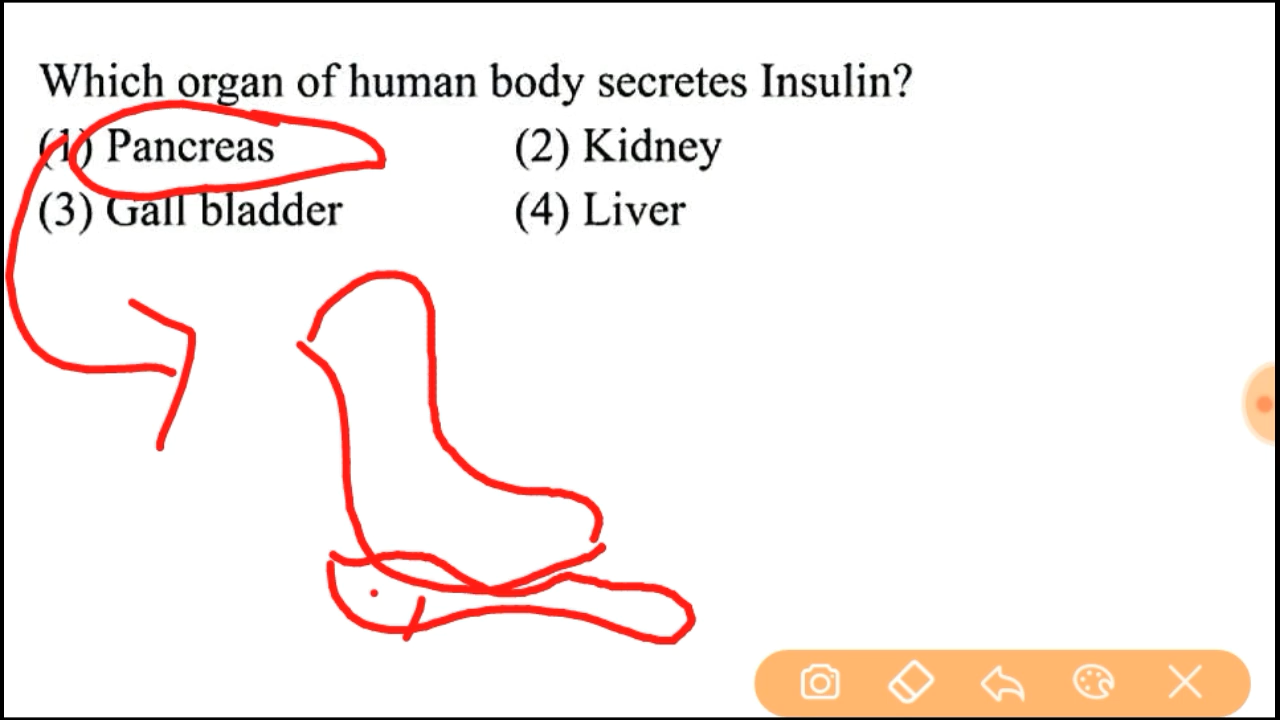 Which organ of human body secretes Insulin?
(1) Pancreas (2) Kidney
(3) Gall bladder (4) Liver